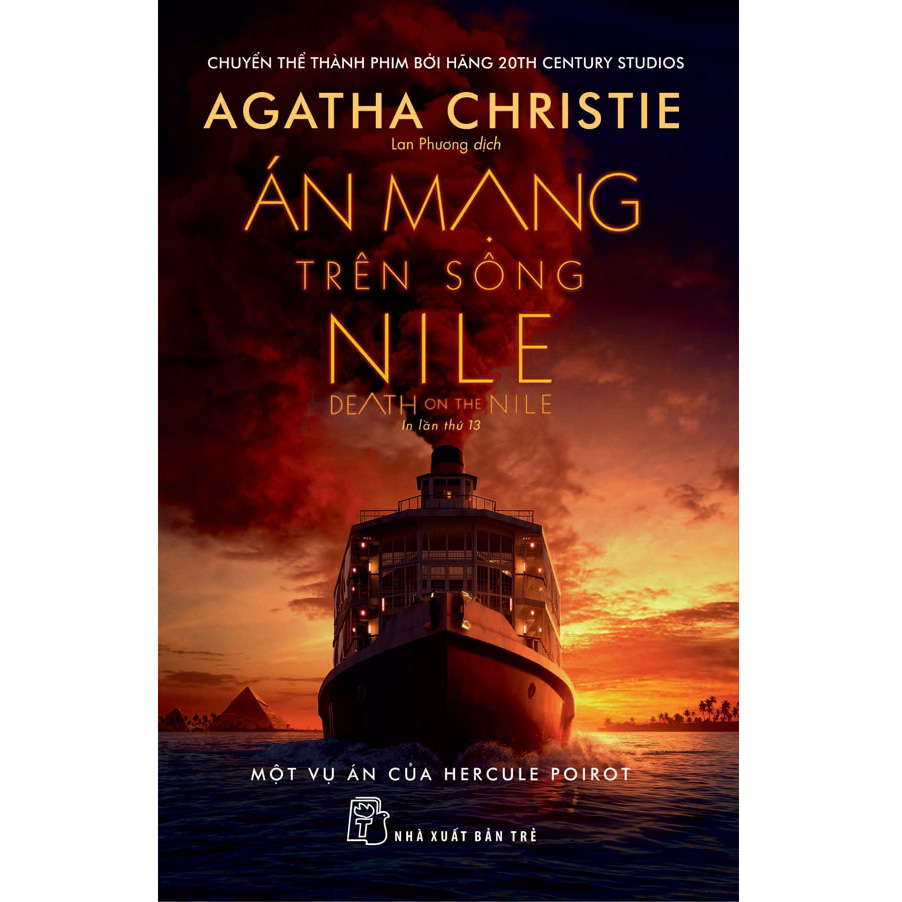 CHUYỂN THỂ THÀNH PHIM BỞI HÃNG 20TH CENTURY STUDIOS
AGATHA CHRISTIE
Lan Phương dịch
ÁN MẠNG
TRÊN SÔNG
NILE
DEATH ON THE NILE
In lần thứ 13
MỘT VỤ ÁN CỦA HERCULE POIROT
T
NHÀ XUẤT BẢN TRẺ